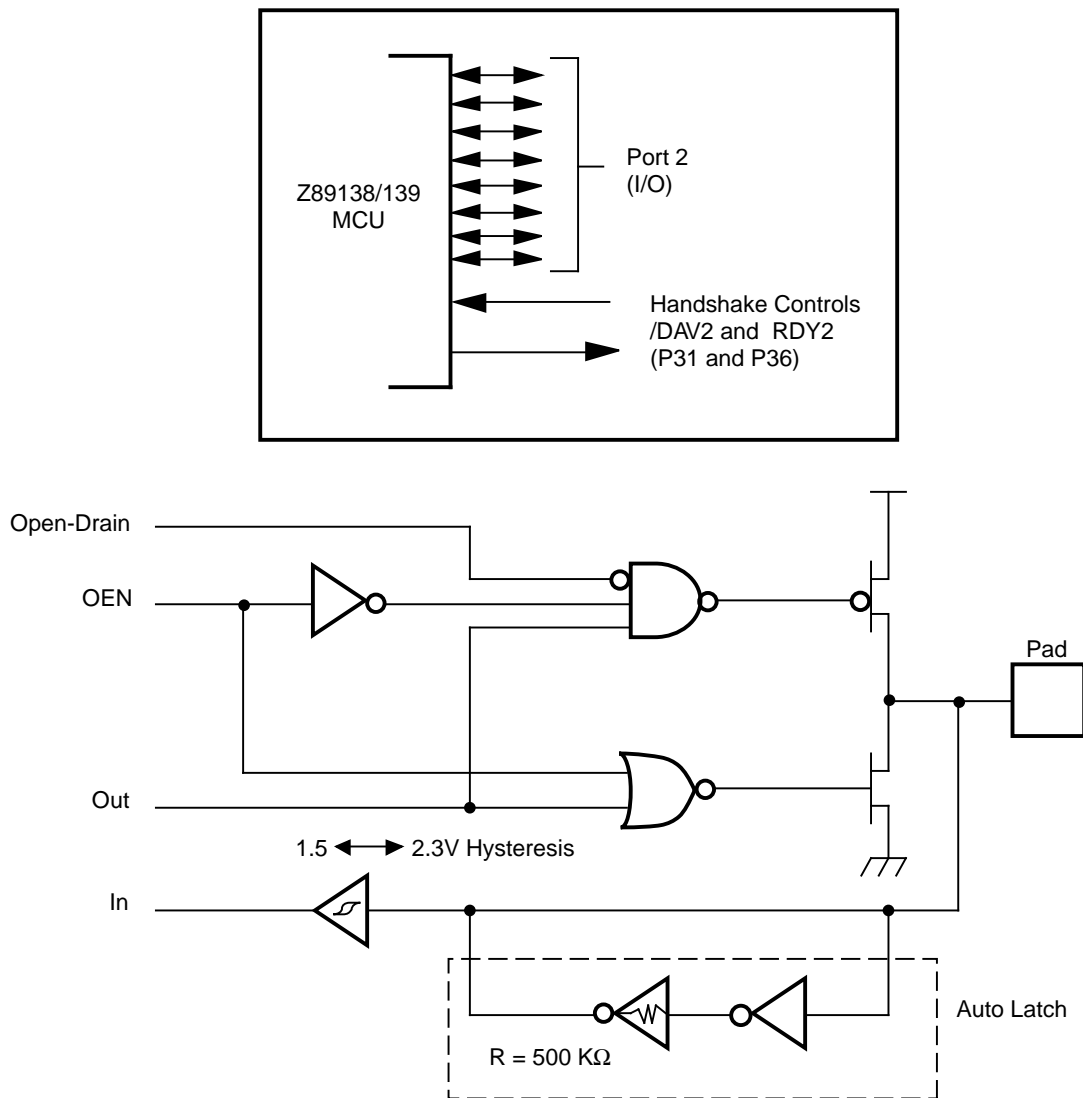 Z89138/139
MCU
Port 2
(I/O)
Handshake Controls
/DAV2 and RDY2
(P31 and P36)
Open-Drain
OEN
Pad
Out
1.5 2.3V Hysteresis
In
Auto Latch
R = 500 KΩ